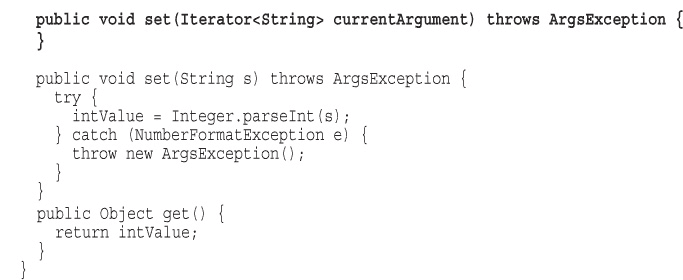 public void set(Iterator<String> currentArgument) throws ArgsException {
}
public void set(String s) throws ArgsException {
try {
intValue = Integer.parseInt(s);
} catch (NumberFormatException e) {
throw new ArgsException();
}
}
public Object get() {
return intValue;
}
}